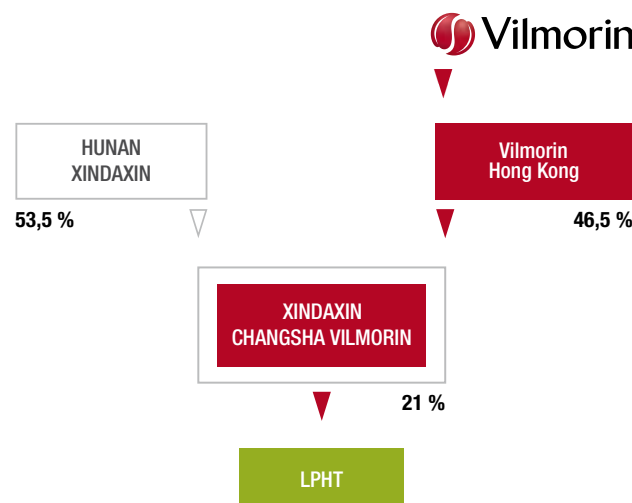 Vilmorin
HUNAN
XINDAXIN
Vilmorin
Hong Kong
53,5 %
46,5 %
XINDAXIN
CHANGSHA VILMORIN
21 %
LPHT